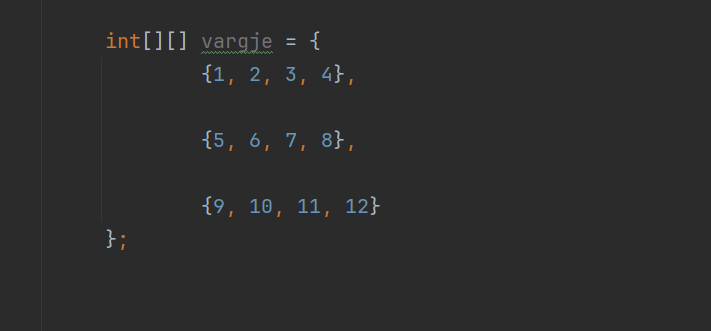 int[][] vargje = {
{1, 2, 3, 4},
{5, 6, 7, 8},
{9, 10, 11, 12}
};